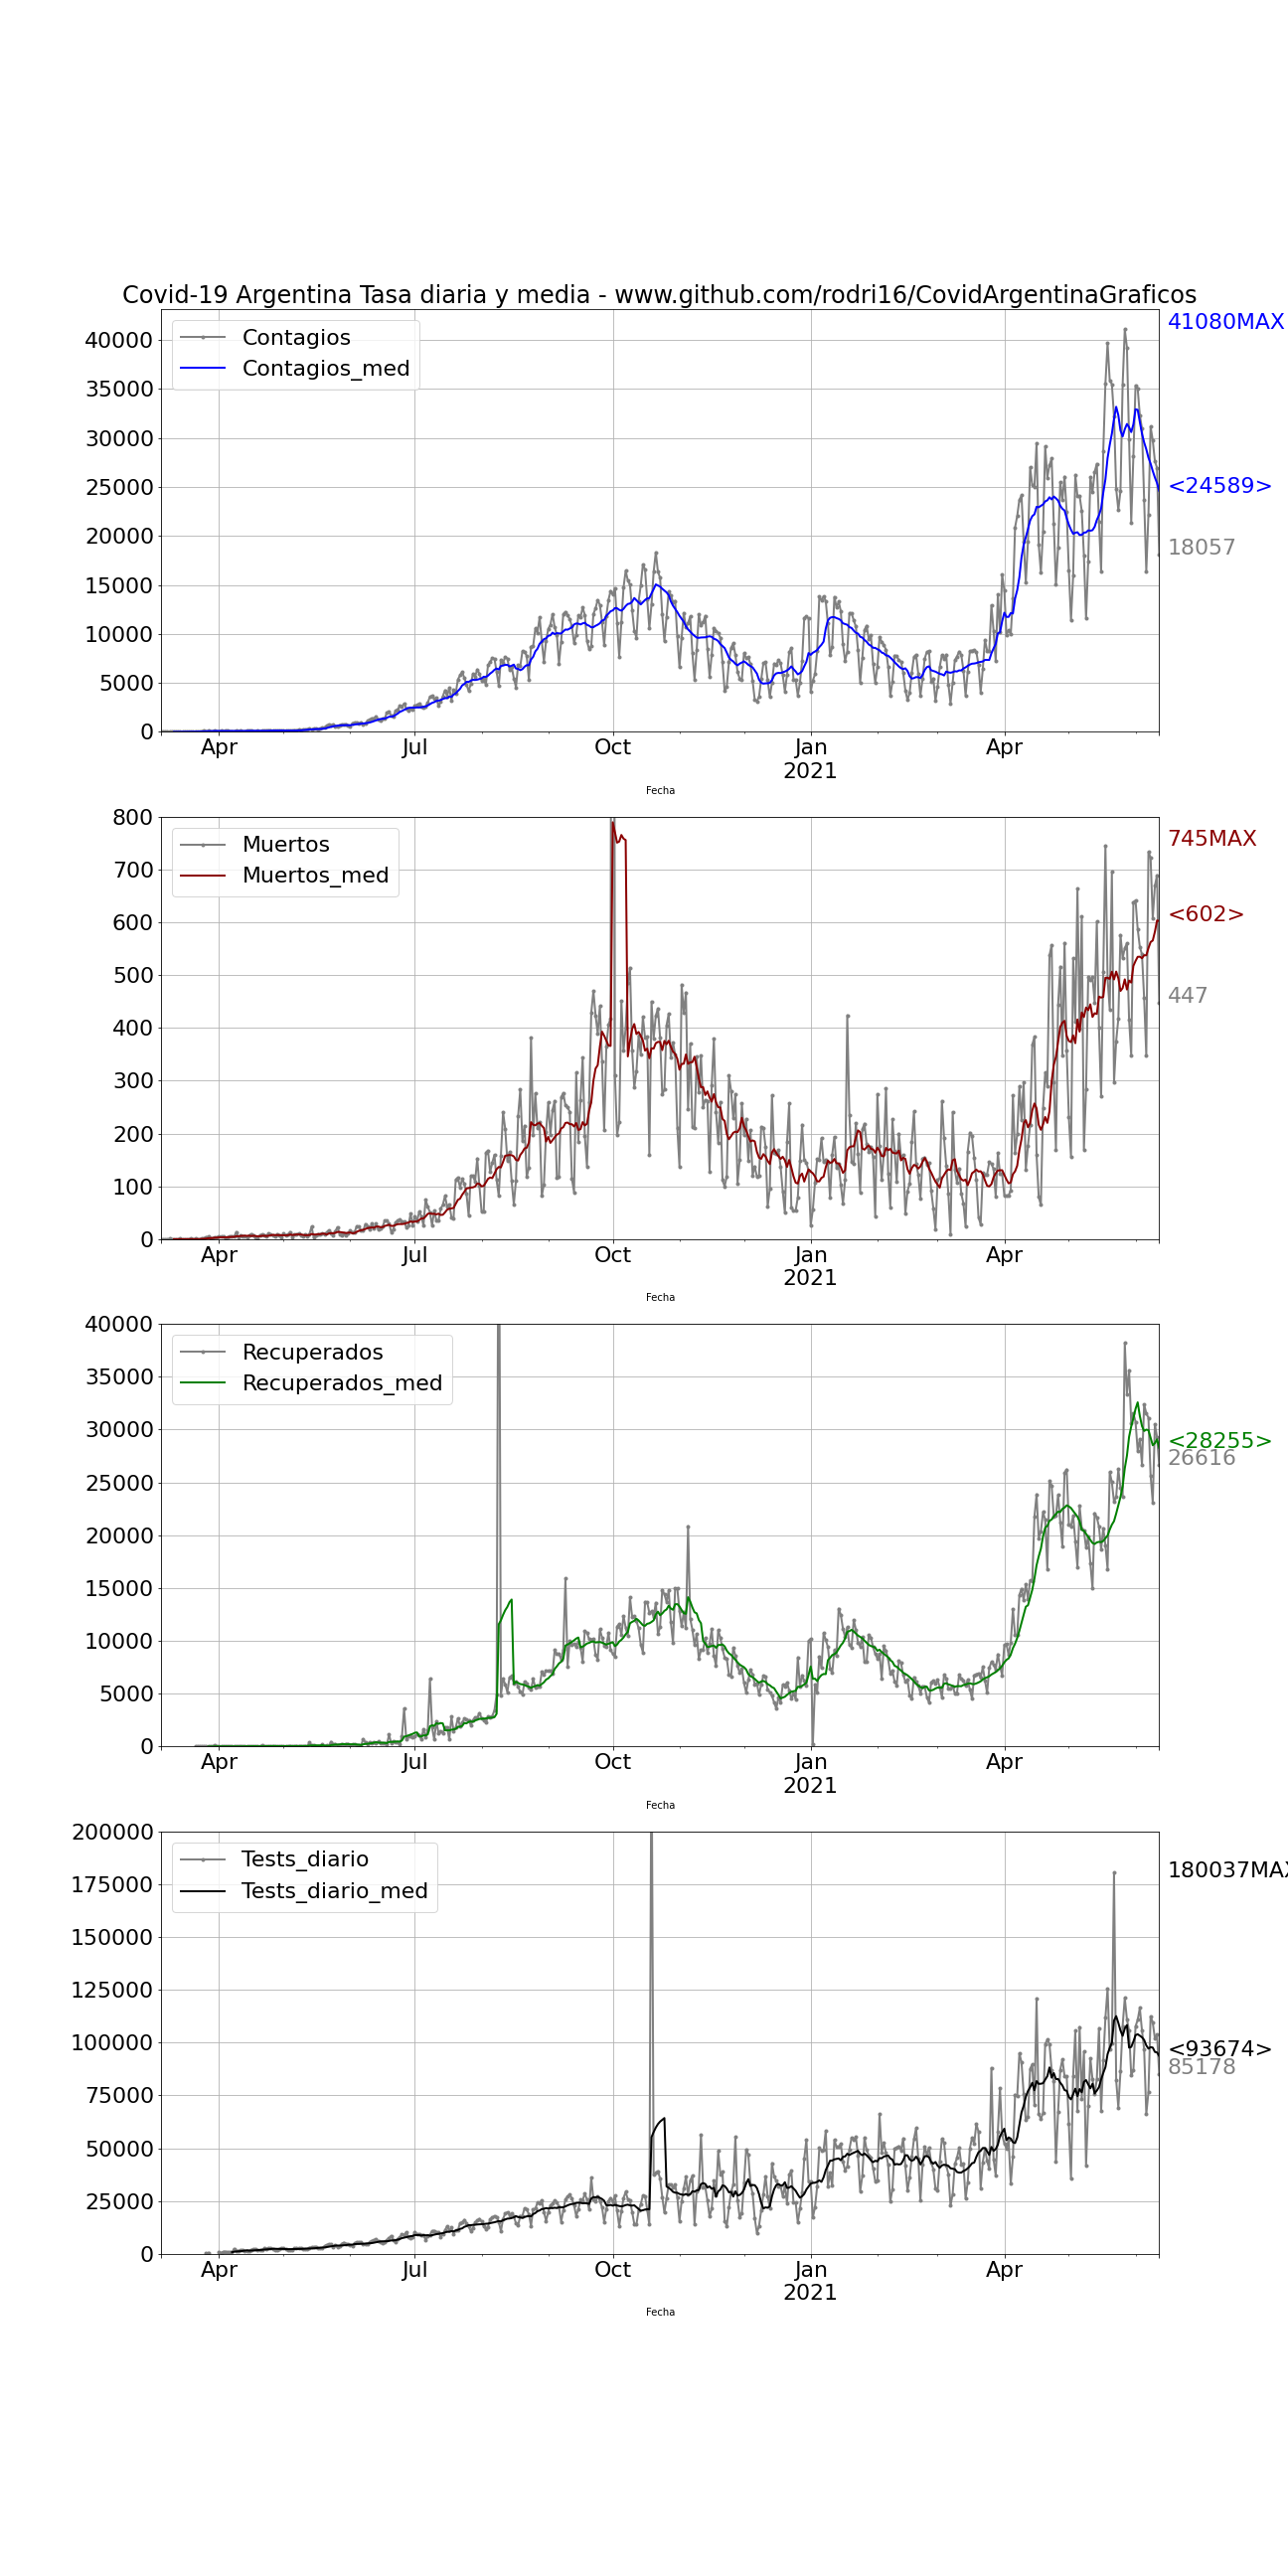 Covid-19 Argentina Tasa diaria y media - www.github.com/rodri16/CovidArgentinaGraficos
41080MAX
Contagios
Contagios_med
40000
35000
30000
25000
20000
15000
10000
5000
0
<24589>
18057
Apr
Jul
Oct
Jan
2021
Apr
Fecha
800
700
600
500
400
300
200
100
0
Muertos
Muertos_med
745MAX
<602>
447
Apr
Jul
Oct
Jan
2021
Apr
Fecha
40000
35000
30000
25000
20000
15000
10000
5000
0
Recuperados
Recuperados_med
<28255>
26616
Apr
Jul
Oct
Jan
2021
Apr
Fecha
200000
175000
150000
125000
100000
75000
50000
25000
0
Tests_diario
Tests_diario_med
180037MAX
<93674>
85178
Apr
Jul
Oct
Jan
2021
Apr
Fecha